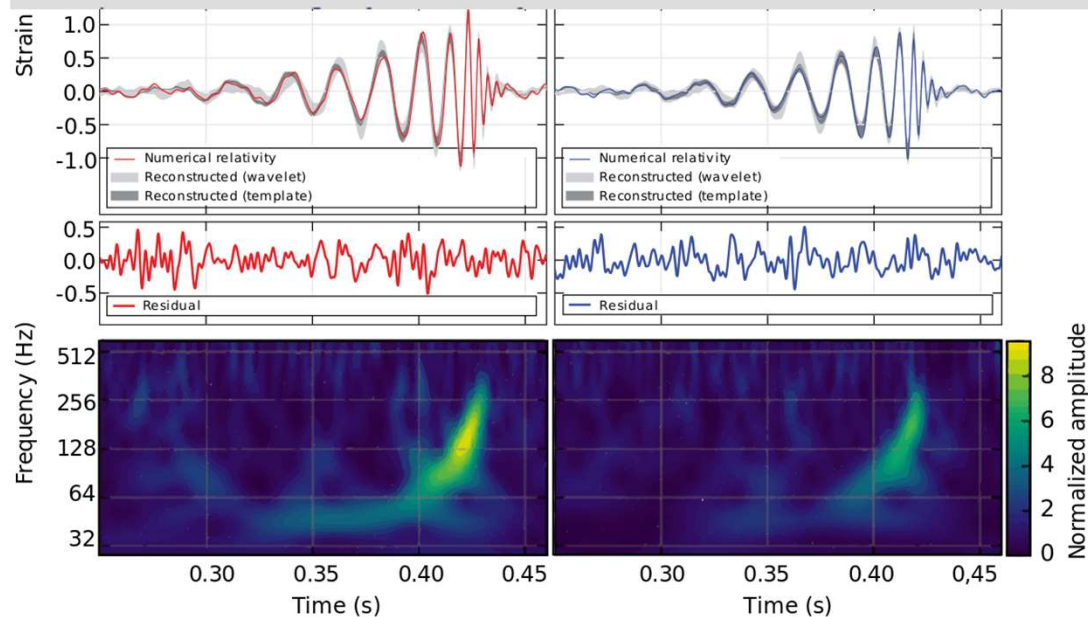 Strain
1.0
0.5
0.0
-0.5
-1.0
Numerical relativity
Reconstructed (wavelet)
Reconstructed (template)
Numerical relativity
Reconstructed (wavelet)
Reconstructed (template)
0.5
0.0
-0.5
Residual
Residual
Frequency (Hz)
512
256
128
64
32
0.30 0.35 0.40 0.45
Time (s)
0.30 0.35 0.40 0,45
Time (s)
8
6
4
2
0
Normalized amplitude